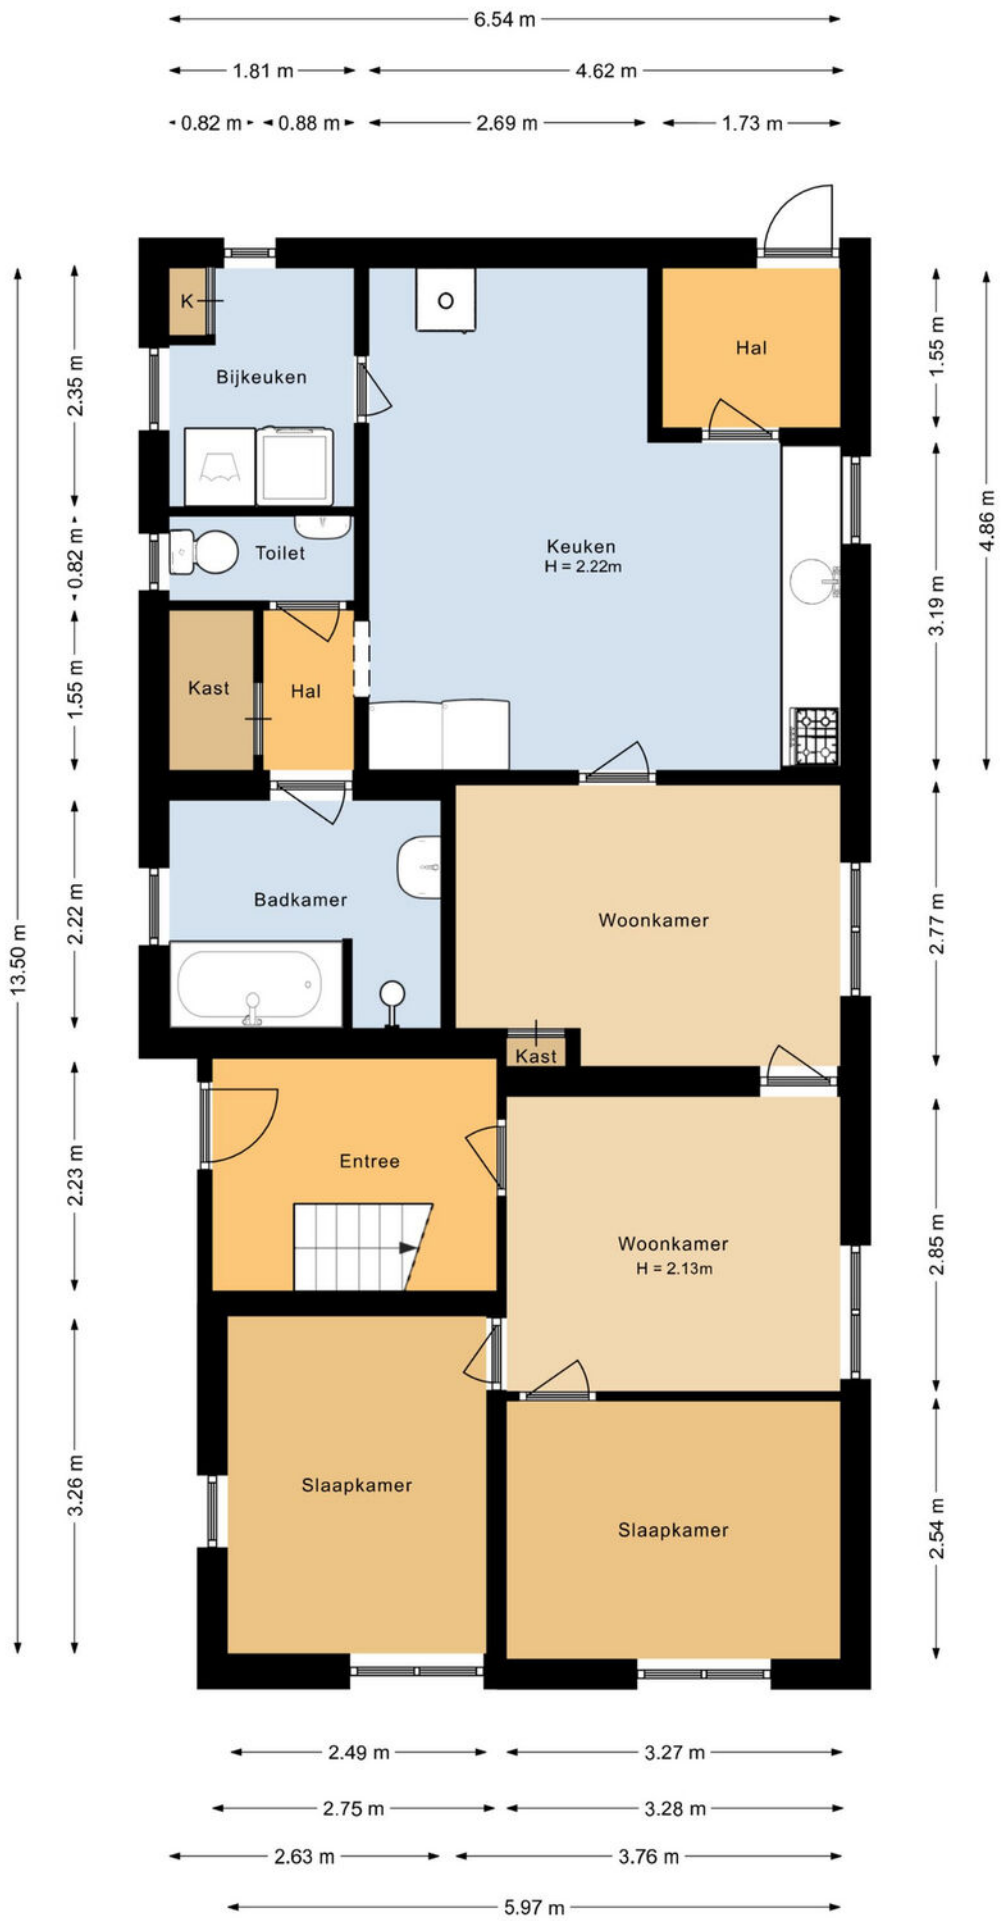 6.54 m
1.81 m
4.62 m
0.82 m
0.88 m
2.69 m
1.73 m
K
Hal
Bijkeuken
2.35 m
1.55 m
13.50 m
4.86 m
Keuken
H = 2.22m
Toilet
0.82 m
3.19 m
Kast
Hal
1.55 m
Badkamer
2.22 m
Woonkamer
2.77 m
Kast
Entree
2.23 m
Woonkamer
H = 2.13m
2.85 m
Slaapkamer
3.26 m
Slaapkamer
2.54 m
2.49 m
3.27 m
2.75 m
3.28 m
2.63 m
3.76 m
5.97 m